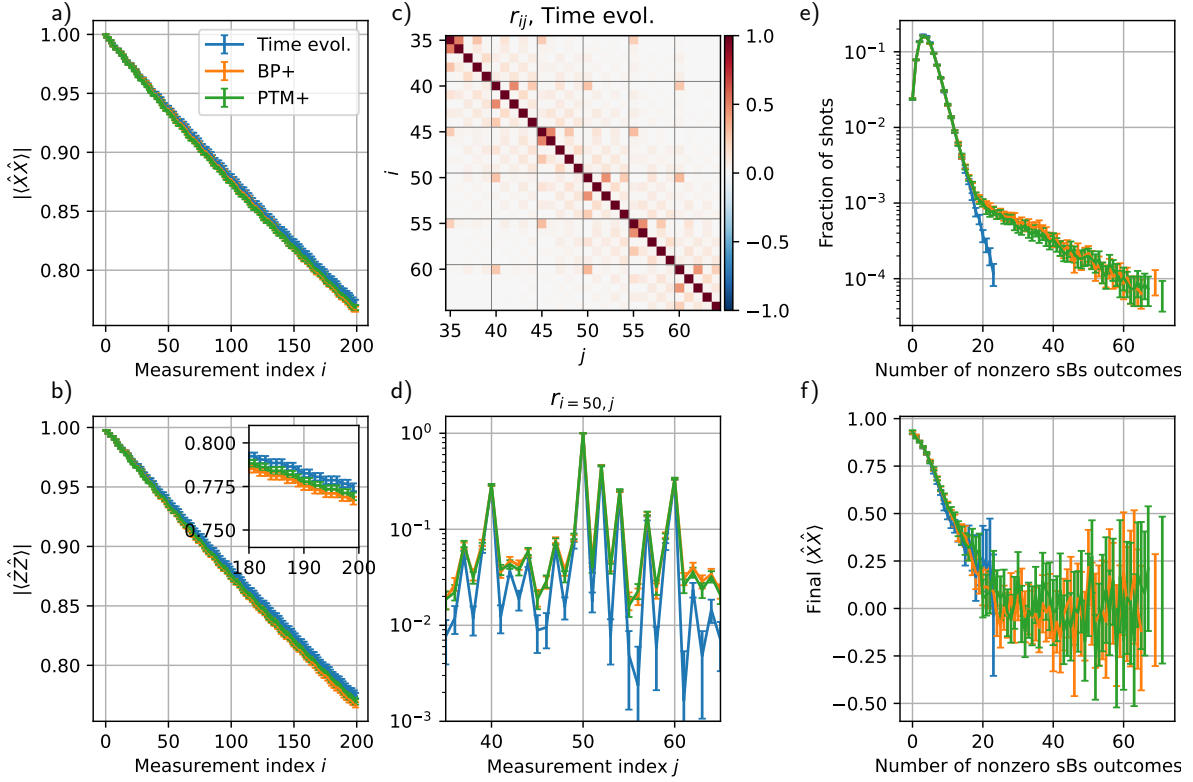 a)
1.00
0.95
0.90
0.85
0.80
|⟨X̂X̂⟩|
0 50 100 150 200
Measurement index i
Time evol.
BP+
PTM+
c)
r_ij, Time evol.
35
40
45
50
55
60
i
35 40 45 50 55 60
j
1.0
0.5
0.0
−0.5
−1.0
e)
10⁻¹
10⁻²
10⁻³
10⁻⁴
Fraction of shots
0 20 40 60
Number of nonzero sBs outcomes
b)
1.00
0.95
0.90
0.85
0.80
|⟨ẐẐ⟩|
0 50 100 150 200
Measurement index i
0.800
0.775
0.750
180 190 200
d)
r_i=50,j
10⁰
10⁻¹
10⁻²
10⁻³
40 50 60
Measurement index j
f)
1.00
0.75
0.50
0.25
0.00
−0.25
−0.50
Final ⟨X̂X̂⟩
0 20 40 60
Number of nonzero sBs outcomes